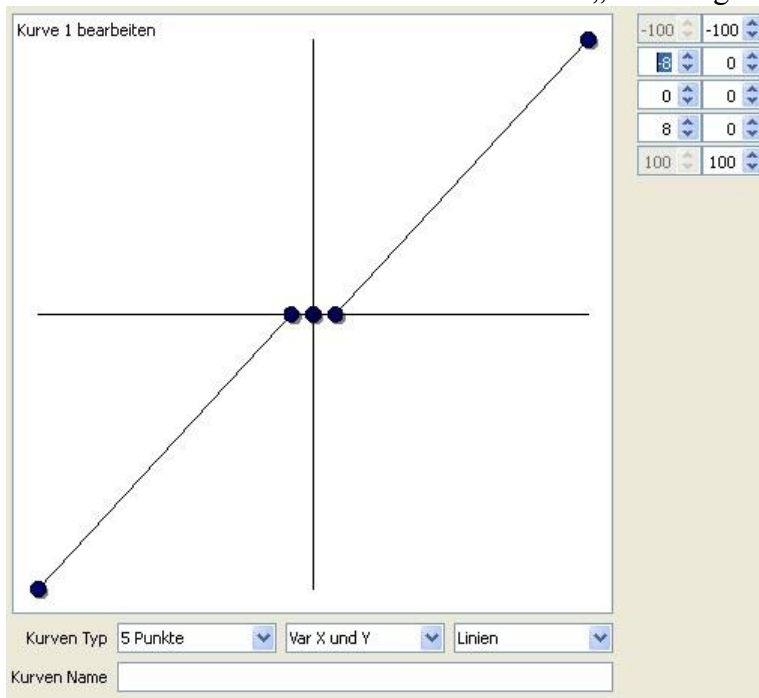 „
Kurve 1 bearbeiten
-100 -100
-8 0
0 0
8 0
100 100
Kurven Typ 5 Punkte Var X und Y Linien
Kurven Name